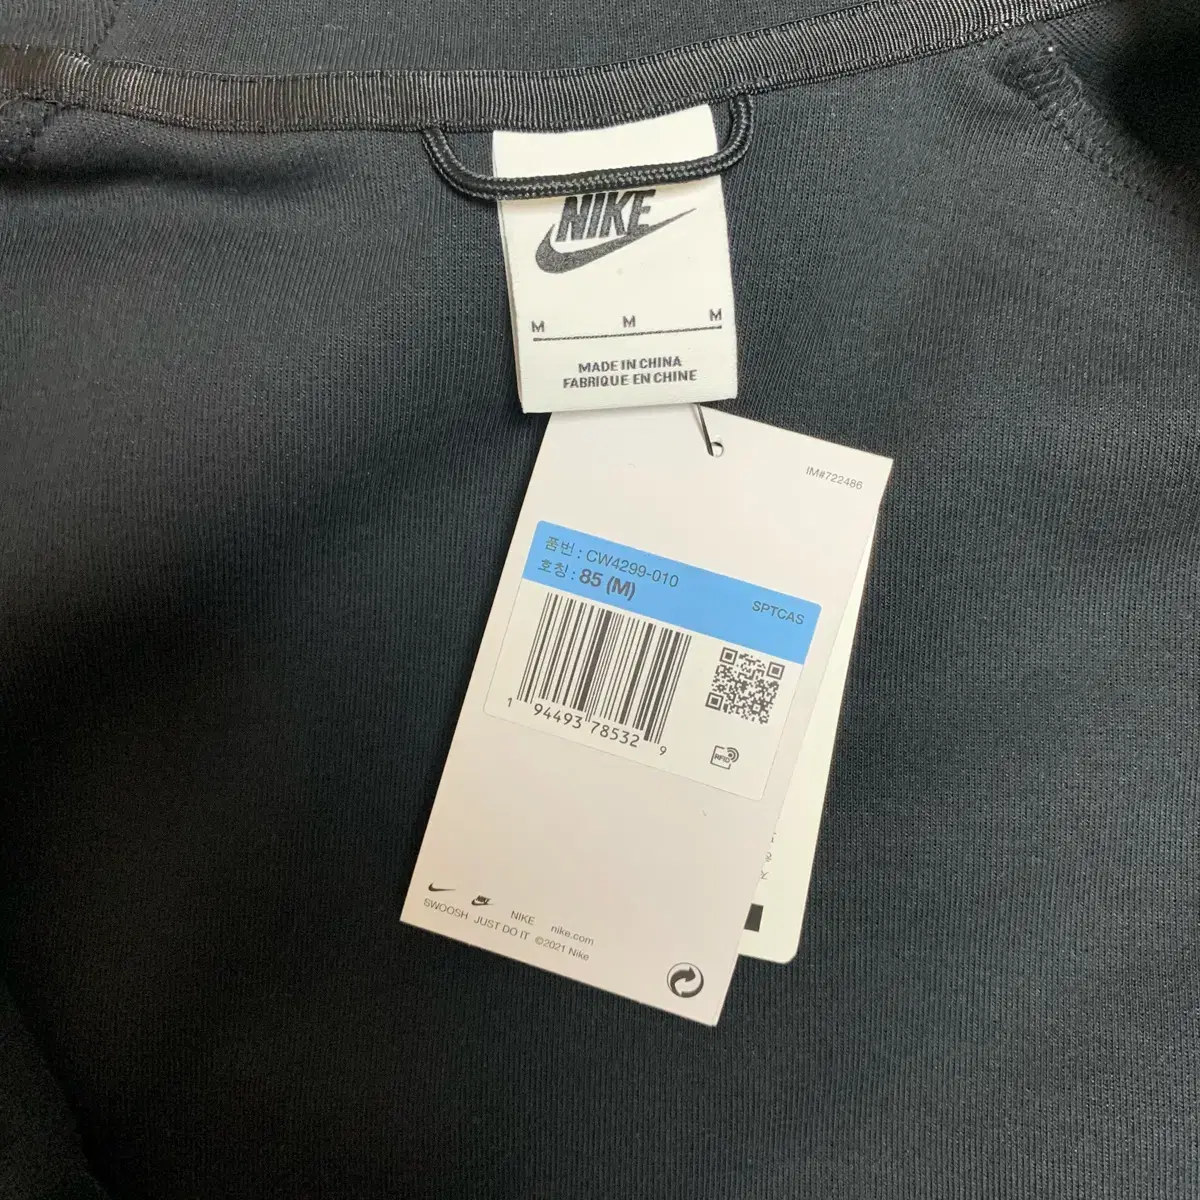 NIKE
M M M
MADE IN CHINA
FABRIQUE EN CHINE
IM#722486
품번 : CW4299-010
호칭 : 85 (M)
SPTCAS
1 94493 78532 9
RFID
NIKE
SWOOSH JUST DO IT NIKE nike.com
©2021 Nike